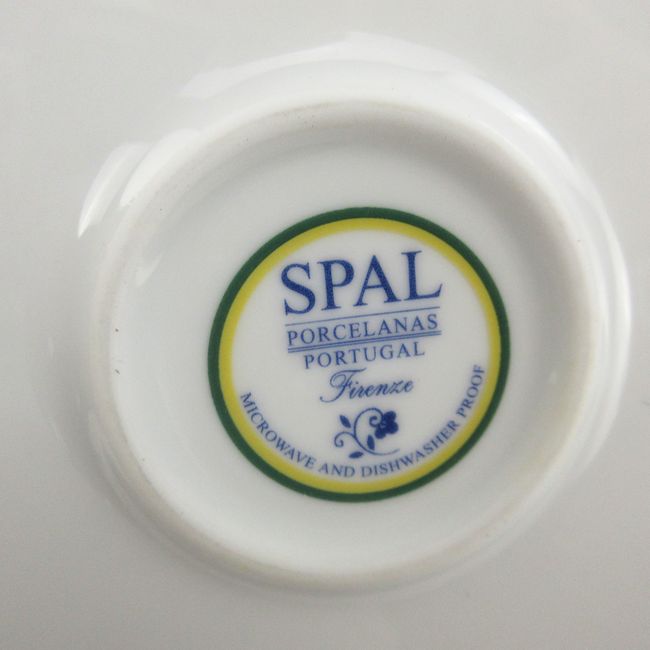 SPAL
PORCELANAS
PORTUGAL
Firenze
MICROWAVE AND DISHWASHER PROOF